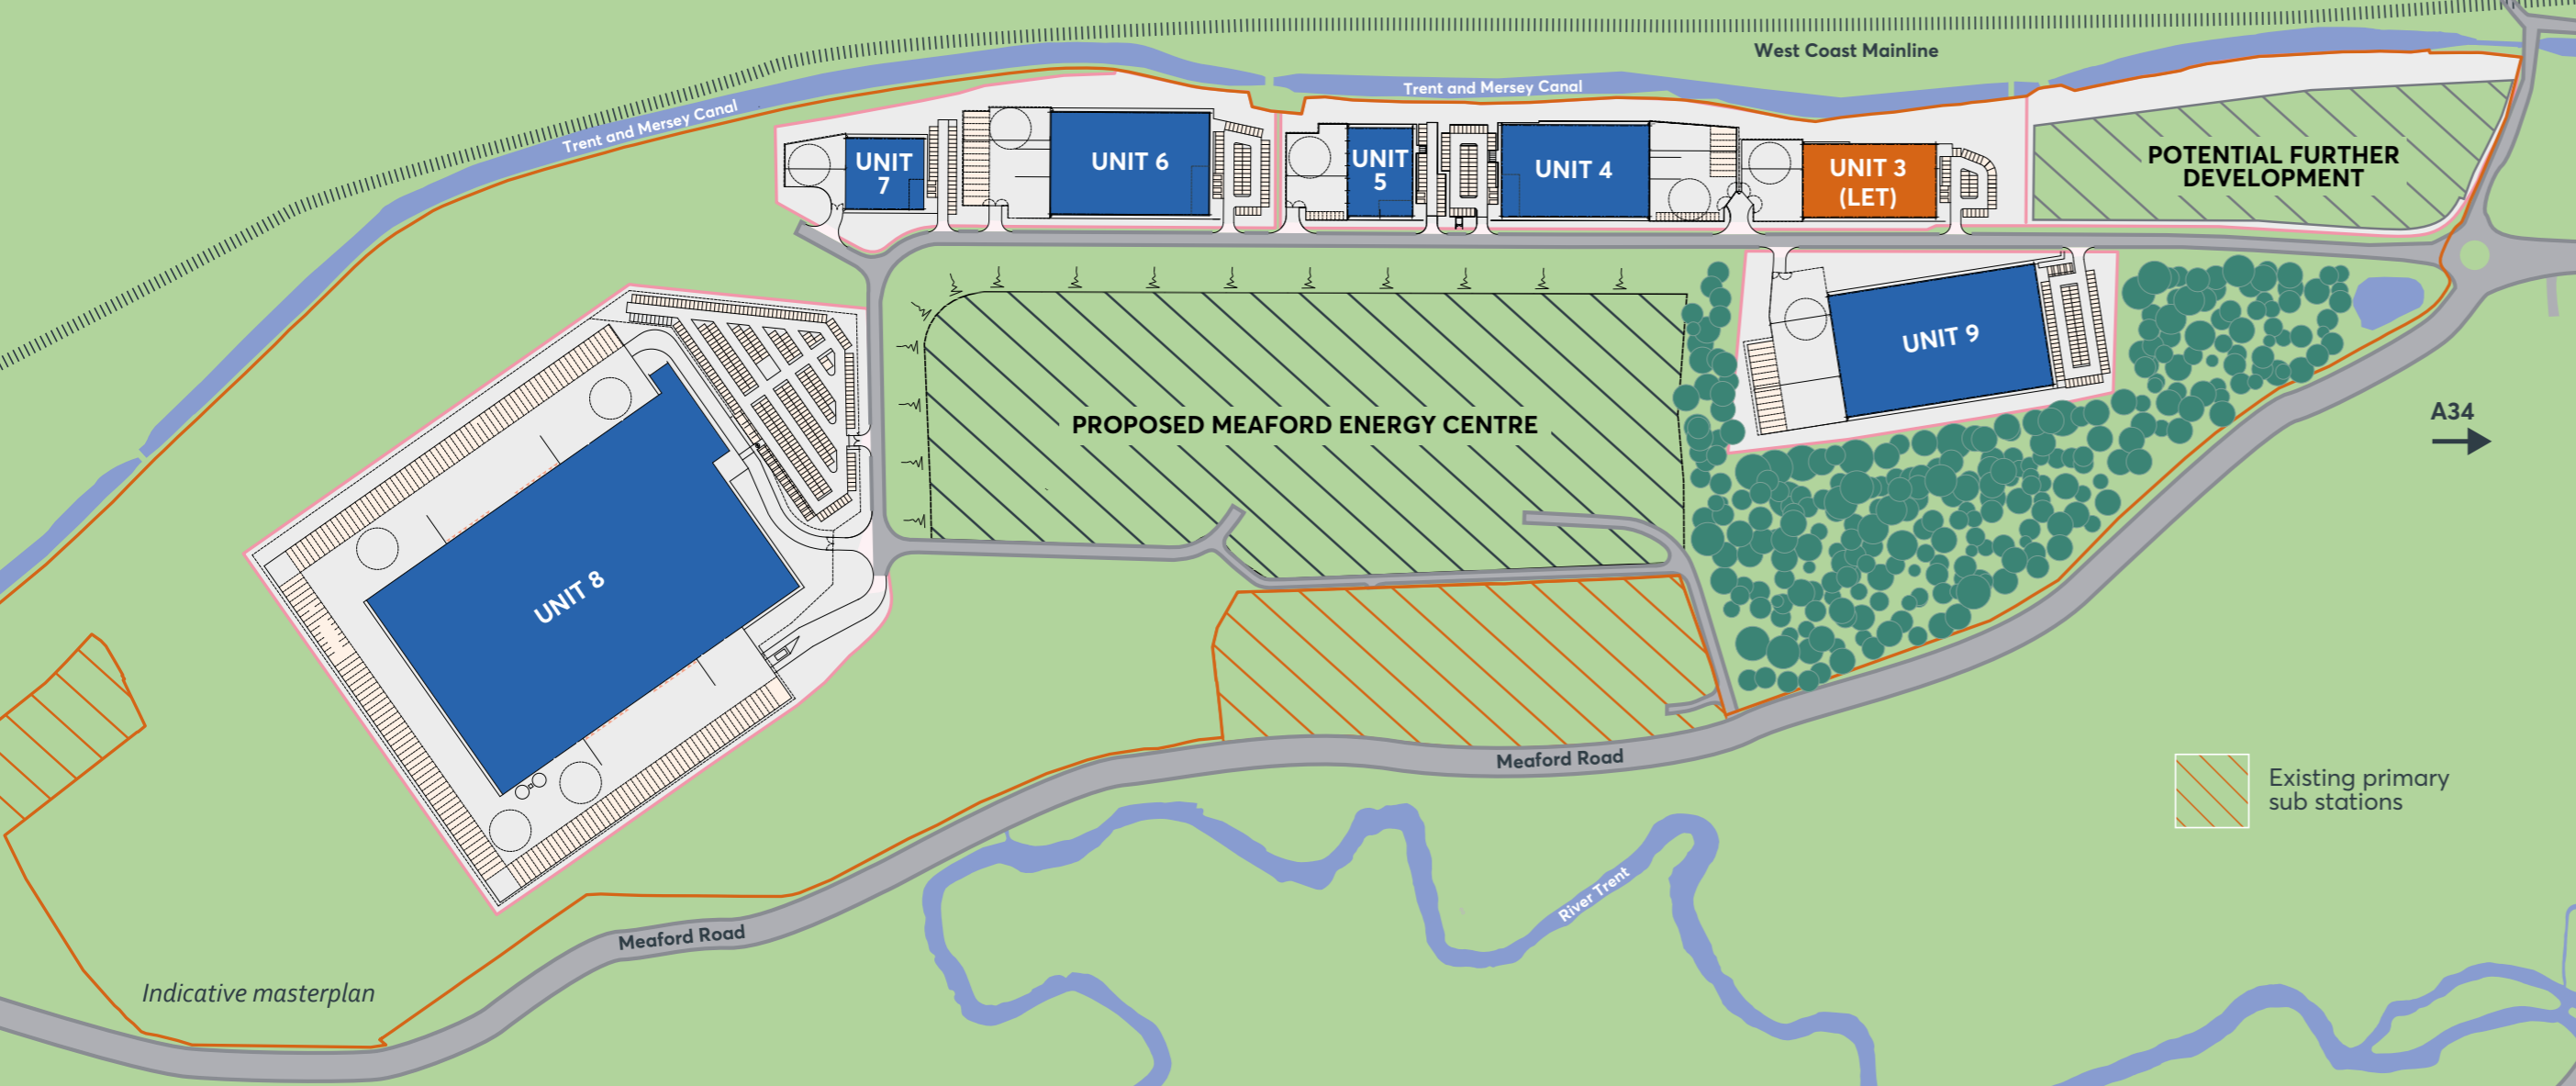 West Coast Mainline
Trent and Mersey Canal
Trent and Mersey Canal
UNIT
7
UNIT 6
UNIT
5
UNIT 4
UNIT 3
(LET)
POTENTIAL FURTHER
DEVELOPMENT
UNIT 9
PROPOSED MEAFORD ENERGY CENTRE
A34
UNIT 8
Meaford Road
Existing primary
sub stations
River Trent
Meaford Road
Indicative masterplan